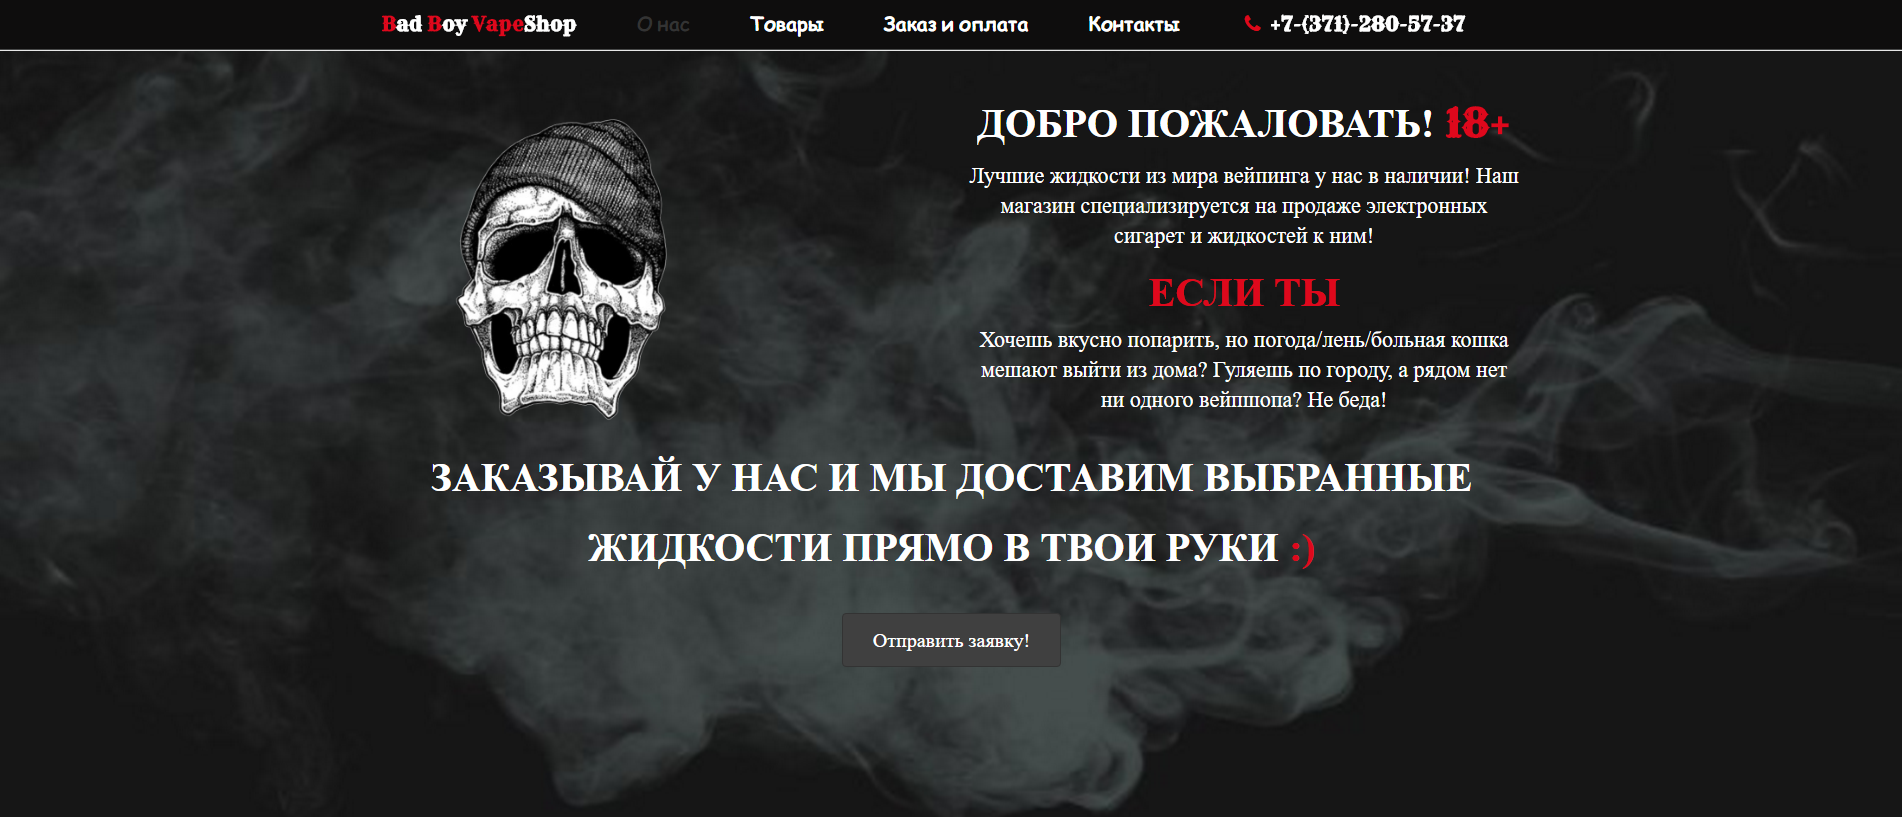 Bad Boy VapeShop
О нас
Товары
Заказ и оплата
Контакты
+7-(371)-280-57-37
ДОБРО ПОЖАЛОВАТЬ! 18+
Лучшие жидкости из мира вейпинга у нас в наличии! Наш
магазин специализируется на продаже электронных
сигарет и жидкостей к ним!
ЕСЛИ ТЫ
Хочешь вкусно попарить, но погода/лень/больная кошка
мешают выйти из дома? Гуляешь по городу, а рядом нет
ни одного вейпшопа? Не беда!
ЗАКАЗЫВАЙ У НАС И МЫ ДОСТАВИМ ВЫБРАННЫЕ
ЖИДКОСТИ ПРЯМО В ТВОИ РУКИ :)
Отправить заявку!